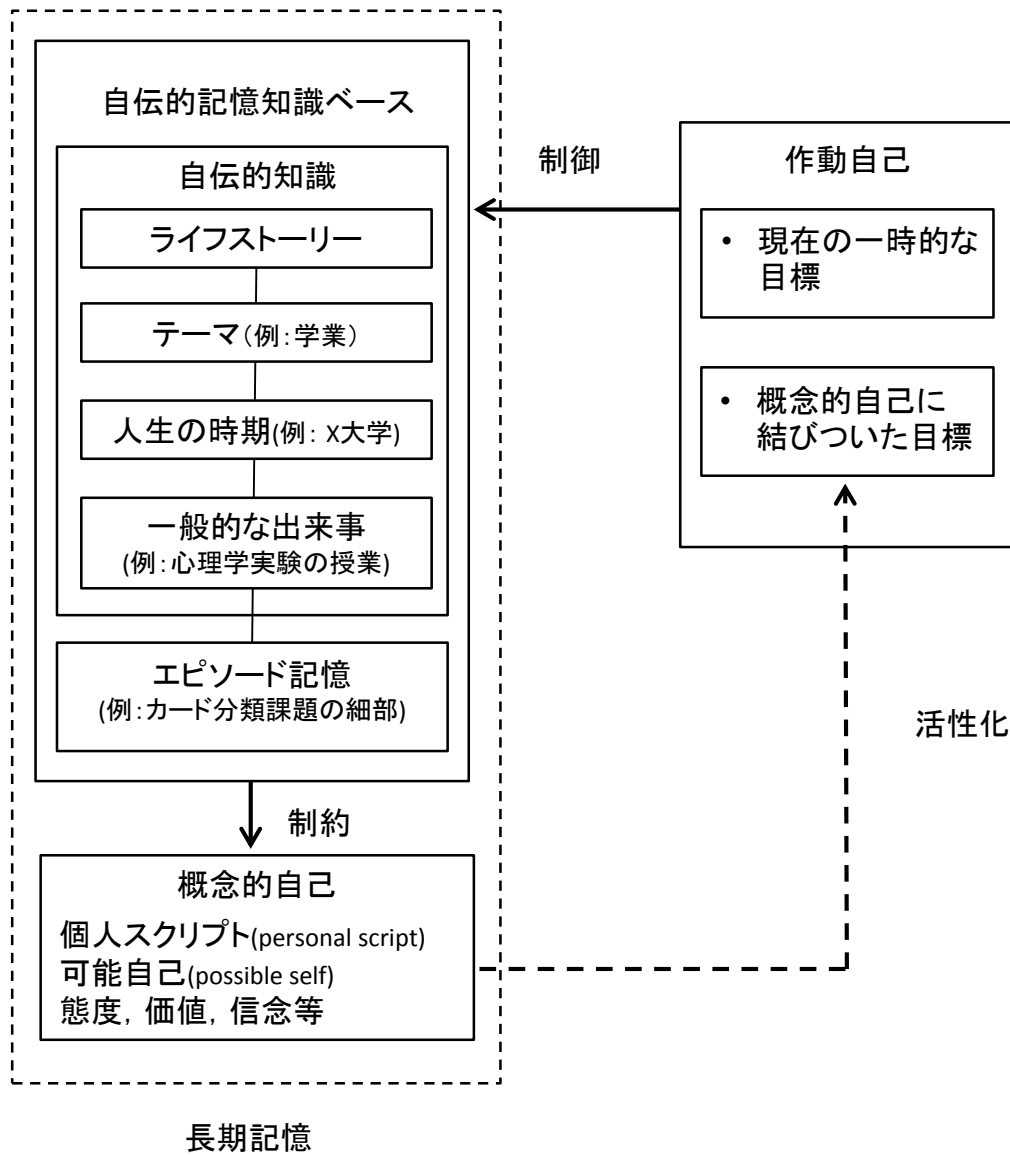 自伝的記憶知識ベース
自伝的知識
ライフストーリー
テーマ(例:学業)
人生の時期(例: X大学)
一般的な出来事
(例:心理学実験の授業)
エピソード記憶
(例:カード分類課題の細部)
制約
概念的自己
個人スクリプト(personal script)
可能自己(possible self)
態度, 価値, 信念等
長期記憶
制御
作動自己
• 現在の一時的な
目標
• 概念的自己に
結びついた目標
活性化